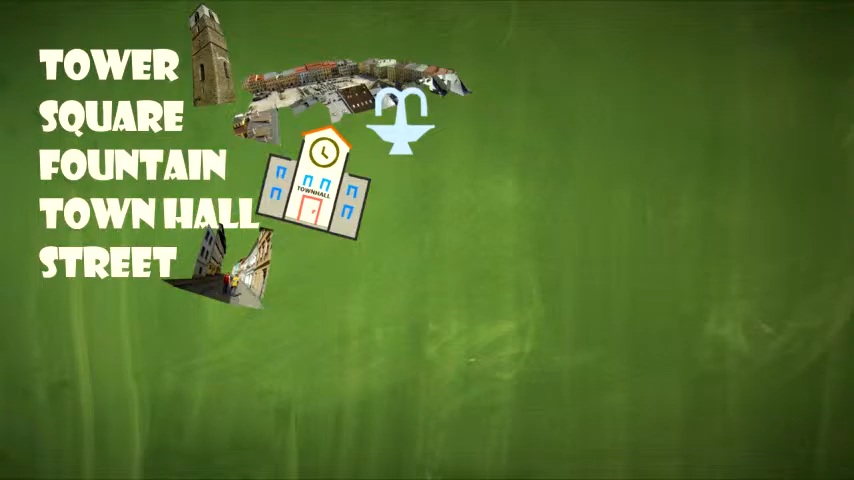 TOWER
SQUARE
FOUNTAIN
TOWN HALL
STREET
TOWNHALL